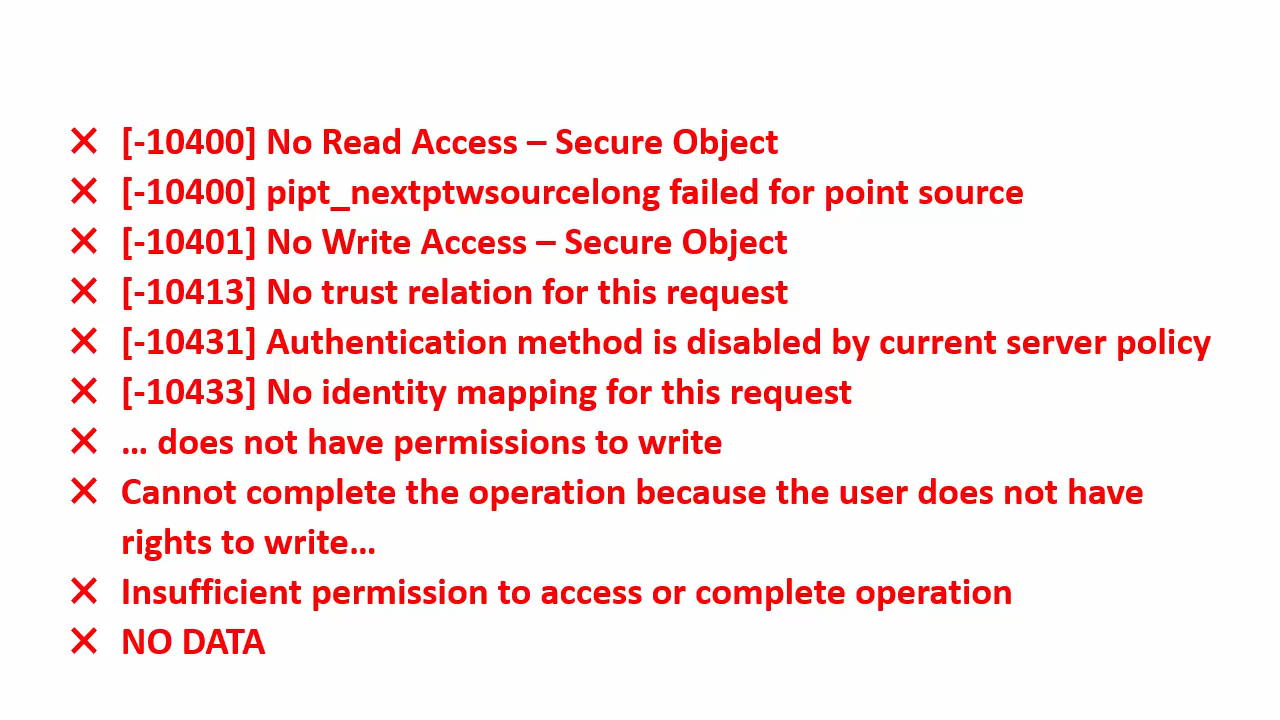 ❌ [-10400] No Read Access – Secure Object
❌ [-10400] pipt_nextptwsourcelong failed for point source
❌ [-10401] No Write Access – Secure Object
❌ [-10413] No trust relation for this request
❌ [-10431] Authentication method is disabled by current server policy
❌ [-10433] No identity mapping for this request
❌ … does not have permissions to write
❌ Cannot complete the operation because the user does not have
rights to write…
❌ Insufficient permission to access or complete operation
❌ NO DATA